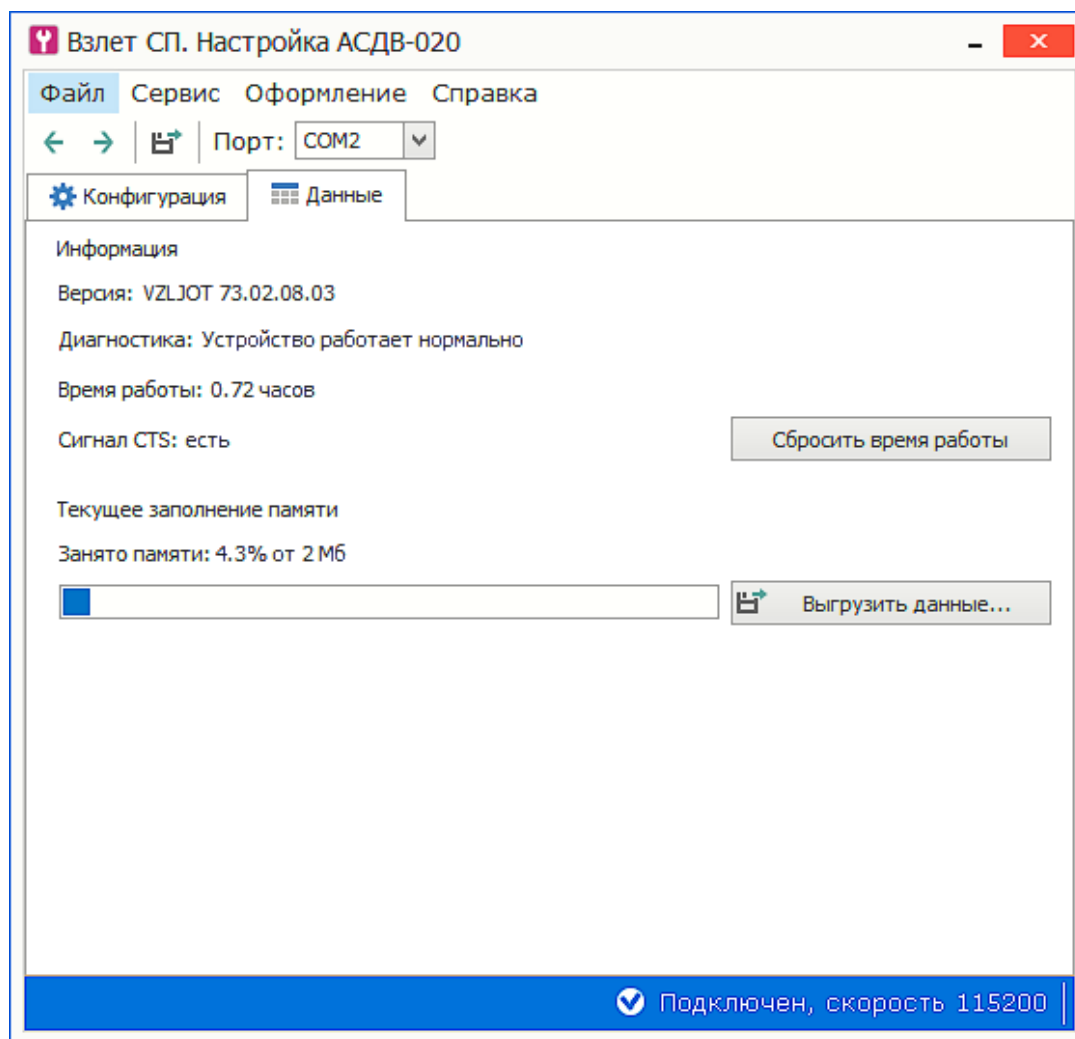 Взлет СП. Настройка АСДВ-020
Файл Сервис Оформление Справка
Порт: COM2
Конфигурация Данные
Информация
Версия: VZLJOT 73.02.08.03
Диагностика: Устройство работает нормально
Время работы: 0.72 часов
Сигнал CTS: есть Сбросить время работы
Текущее заполнение памяти
Занято памяти: 4.3% от 2 Мб
Выгрузить данные...
Подключен, скорость 115200